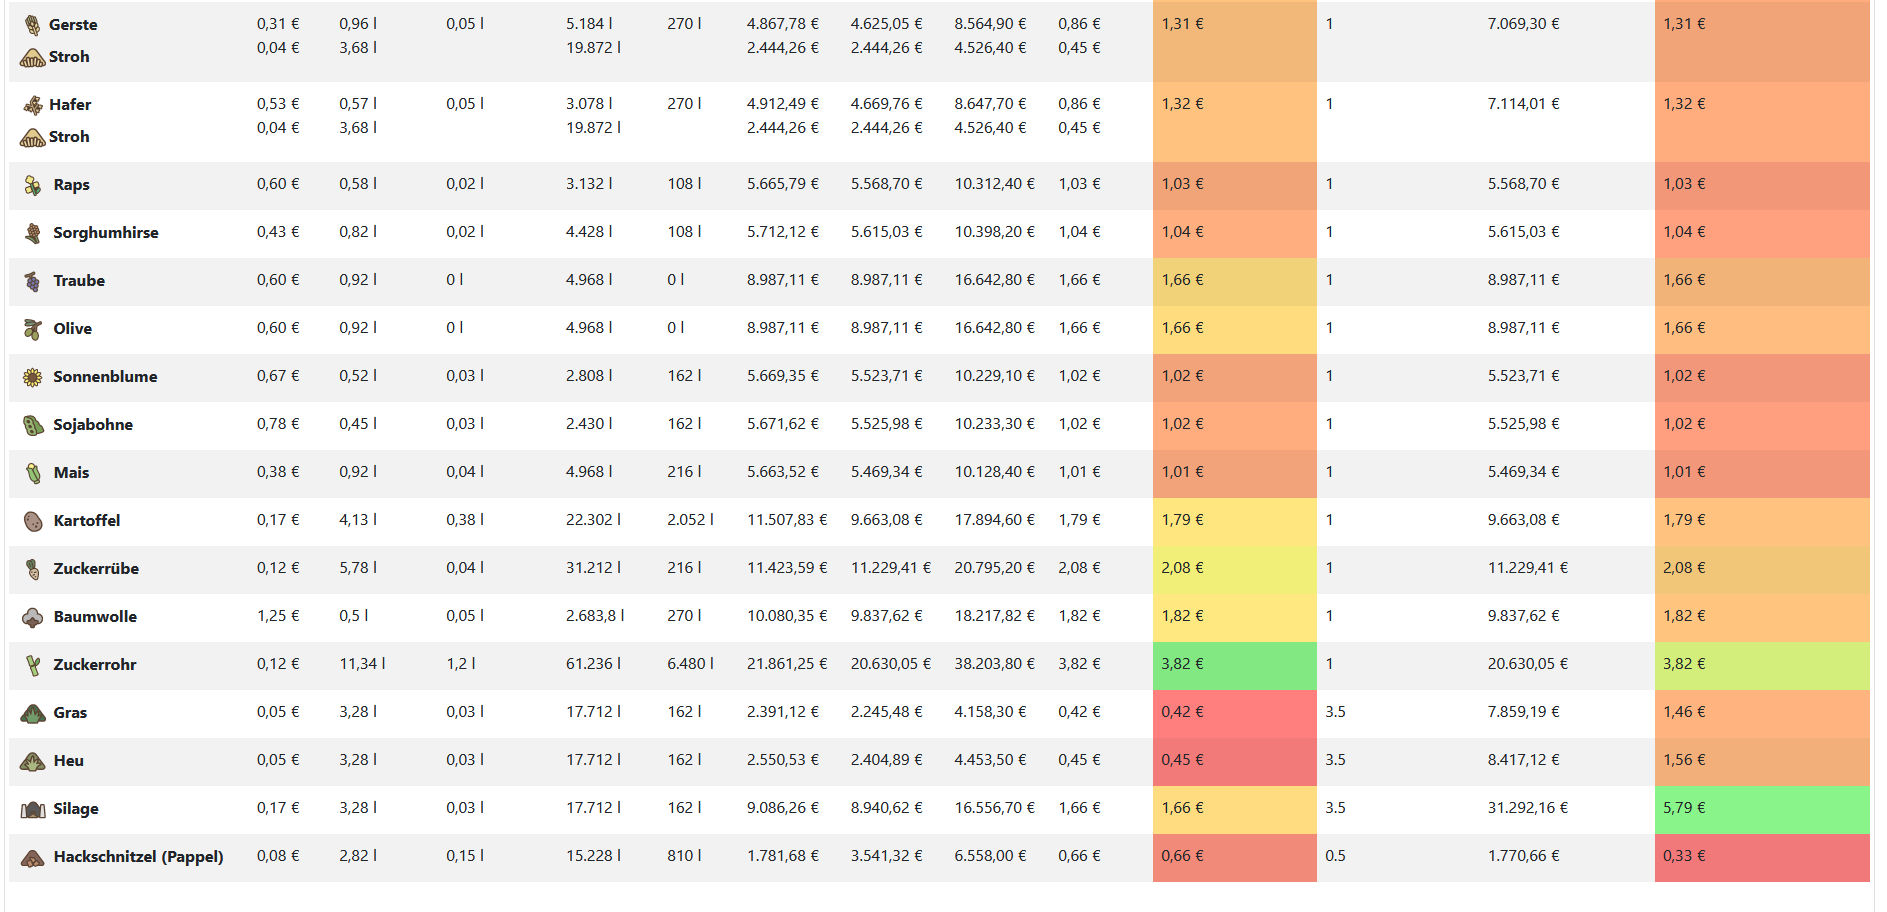 Gerste 0,31 € 0,96 l 0,05 l 5.184 l 270 l 4.867,78 € 4.625,05 € 8.564,90 € 0,86 € 1,31 € 1 7.069,30 € 1,31 €
Stroh 0,04 € 3,68 l 19.872 l 2.444,26 € 2.444,26 € 4.526,40 € 0,45 €
Hafer 0,53 € 0,57 l 0,05 l 3.078 l 270 l 4.912,49 € 4.669,76 € 8.647,70 € 0,86 € 1,32 € 1 7.114,01 € 1,32 €
Stroh 0,04 € 3,68 l 19.872 l 2.444,26 € 2.444,26 € 4.526,40 € 0,45 €
Raps 0,60 € 0,58 l 0,02 l 3.132 l 108 l 5.665,79 € 5.568,70 € 10.312,40 € 1,03 € 1,03 € 1 5.568,70 € 1,03 €
Sorghumhirse 0,43 € 0,82 l 0,02 l 4.428 l 108 l 5.712,12 € 5.615,03 € 10.398,20 € 1,04 € 1,04 € 1 5.615,03 € 1,04 €
Traube 0,60 € 0,92 l 0 l 4.968 l 0 l 8.987,11 € 8.987,11 € 16.642,80 € 1,66 € 1,66 € 1 8.987,11 € 1,66 €
Olive 0,60 € 0,92 l 0 l 4.968 l 0 l 8.987,11 € 8.987,11 € 16.642,80 € 1,66 € 1,66 € 1 8.987,11 € 1,66 €
Sonnenblume 0,67 € 0,52 l 0,03 l 2.808 l 162 l 5.669,35 € 5.523,71 € 10.229,10 € 1,02 € 1,02 € 1 5.523,71 € 1,02 €
Sojabohne 0,78 € 0,45 l 0,03 l 2.430 l 162 l 5.671,62 € 5.525,98 € 10.233,30 € 1,02 € 1,02 € 1 5.525,98 € 1,02 €
Mais 0,38 € 0,92 l 0,04 l 4.968 l 216 l 5.663,52 € 5.469,34 € 10.128,40 € 1,01 € 1,01 € 1 5.469,34 € 1,01 €
Kartoffel 0,17 € 4,13 l 0,38 l 22.302 l 2.052 l 11.507,83 € 9.663,08 € 17.894,60 € 1,79 € 1,79 € 1 9.663,08 € 1,79 €
Zuckerrübe 0,12 € 5,78 l 0,04 l 31.212 l 216 l 11.423,59 € 11.229,41 € 20.795,20 € 2,08 € 2,08 € 1 11.229,41 € 2,08 €
Baumwolle 1,25 € 0,5 l 0,05 l 2.683,8 l 270 l 10.080,35 € 9.837,62 € 18.217,82 € 1,82 € 1,82 € 1 9.837,62 € 1,82 €
Zuckerrohr 0,12 € 11,34 l 1,2 l 61.236 l 6.480 l 21.861,25 € 20.630,05 € 38.203,80 € 3,82 € 3,82 € 1 20.630,05 € 3,82 €
Gras 0,05 € 3,28 l 0,03 l 17.712 l 162 l 2.391,12 € 2.245,48 € 4.158,30 € 0,42 € 0,42 € 3.5 7.859,19 € 1,46 €
Heu 0,05 € 3,28 l 0,03 l 17.712 l 162 l 2.550,53 € 2.404,89 € 4.453,50 € 0,45 € 0,45 € 3.5 8.417,12 € 1,56 €
Silage 0,17 € 3,28 l 0,03 l 17.712 l 162 l 9.086,26 € 8.940,62 € 16.556,70 € 1,66 € 1,66 € 3.5 31.292,16 € 5,79 €
Hackschnitzel (Pappel) 0,08 € 2,82 l 0,15 l 15.228 l 810 l 1.781,68 € 3.541,32 € 6.558,00 € 0,66 € 0,66 € 0.5 1.770,66 € 0,33 €